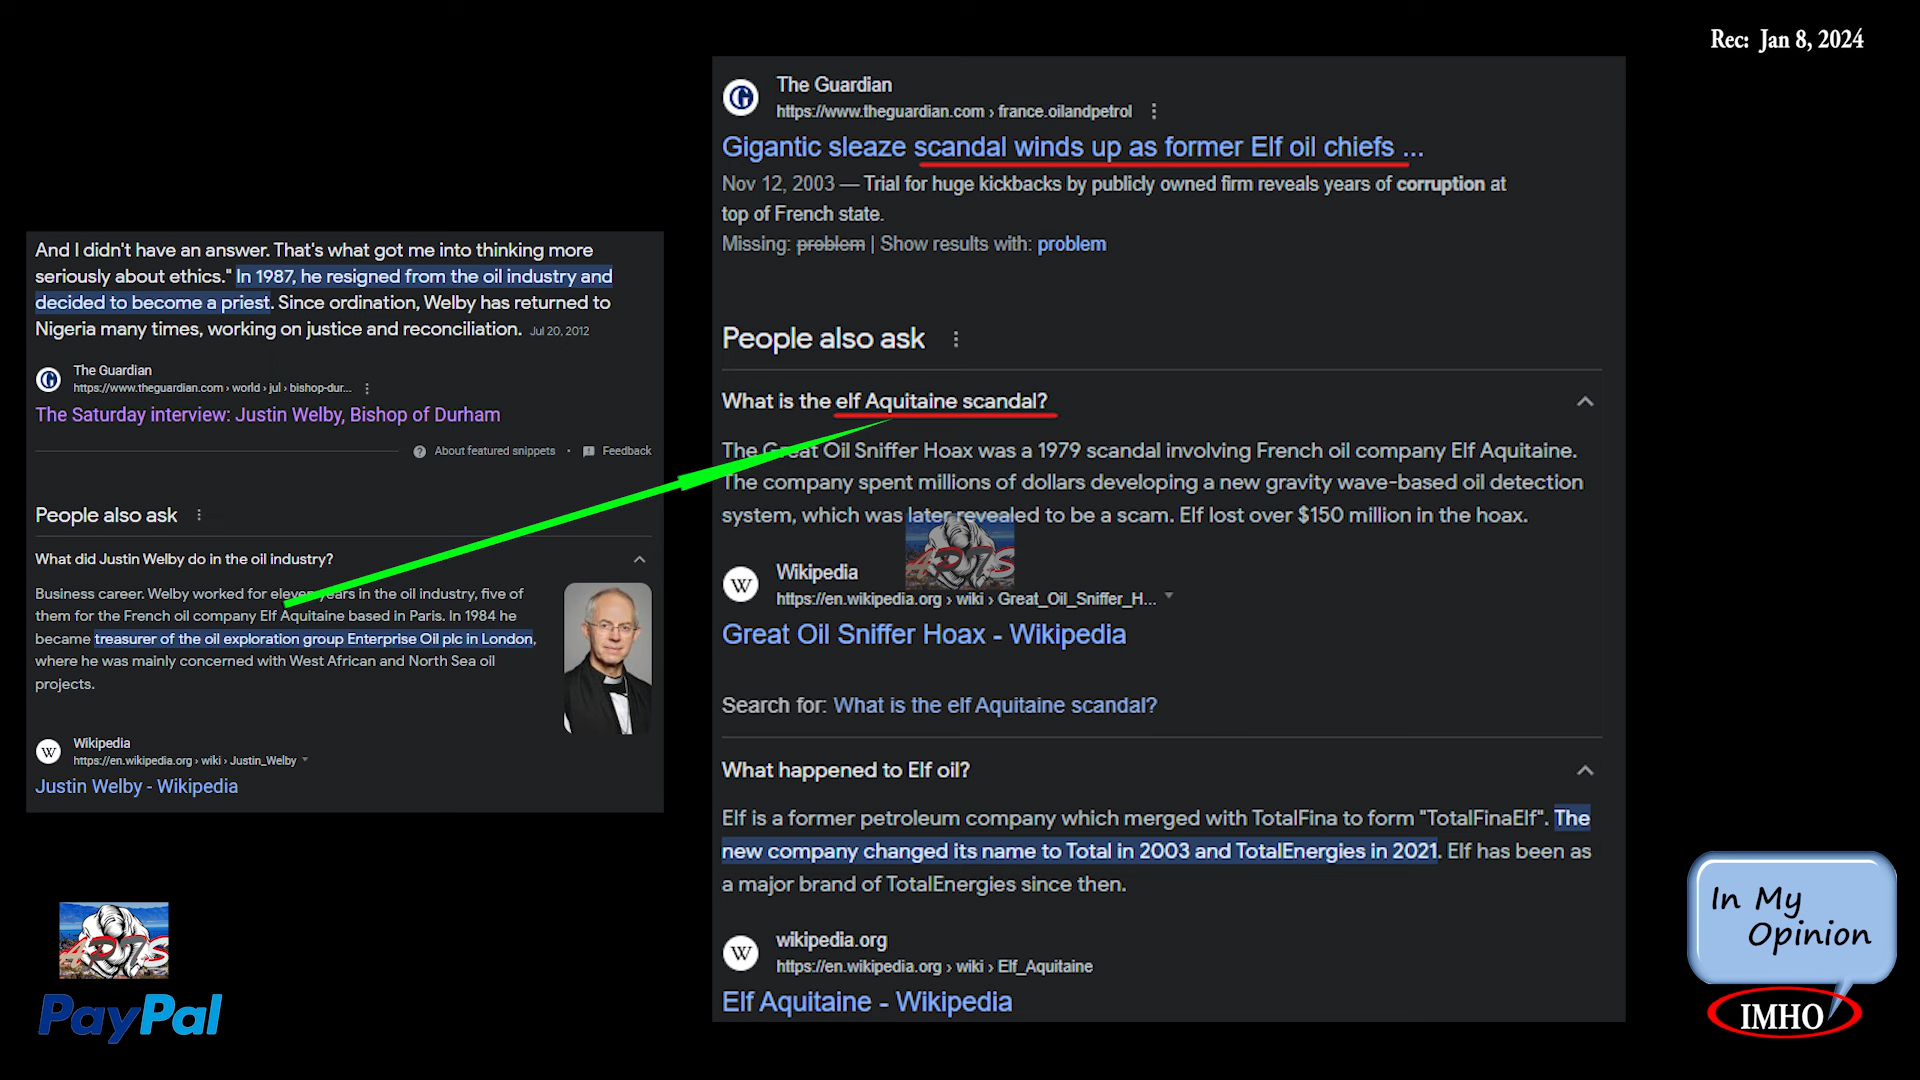 Rec: Jan 8, 2024
And I didn't have an answer. That's what got me into thinking more
seriously about ethics." In 1987, he resigned from the oil industry and
decided to become a priest. Since ordination, Welby has returned to
Nigeria many times, working on justice and reconciliation. Jul 20, 2012
The Guardian
https://www.theguardian.com › world › jul › bishop-dur...
The Saturday interview: Justin Welby, Bishop of Durham
About featured snippets • Feedback
People also ask
What did Justin Welby do in the oil industry?
Business career. Welby worked for eleven years in the oil industry, five of
them for the French oil company Elf Aquitaine based in Paris. In 1984 he
became treasurer of the oil exploration group Enterprise Oil plc in London,
where he was mainly concerned with West African and North Sea oil
projects.
W
Wikipedia
https://en.wikipedia.org › wiki › Justin_Welby
Justin Welby - Wikipedia
G
The Guardian
https://www.theguardian.com › france.oilandpetrol
Gigantic sleaze scandal winds up as former Elf oil chiefs ...
Nov 12, 2003 — Trial for huge kickbacks by publicly owned firm reveals years of corruption at
top of French state.
Missing: problem | Show results with: problem
People also ask
What is the elf Aquitaine scandal?
The Great Oil Sniffer Hoax was a 1979 scandal involving French oil company Elf Aquitaine.
The company spent millions of dollars developing a new gravity wave-based oil detection
system, which was later revealed to be a scam. Elf lost over $150 million in the hoax.
W
Wikipedia
https://en.wikipedia.org › wiki › Great_Oil_Sniffer_H...
Great Oil Sniffer Hoax - Wikipedia
Search for: What is the elf Aquitaine scandal?
What happened to Elf oil?
Elf is a former petroleum company which merged with TotalFina to form "TotalFinaElf". The
new company changed its name to Total in 2003 and TotalEnergies in 2021. Elf has been as
a major brand of TotalEnergies since then.
W
wikipedia.org
https://en.wikipedia.org › wiki › Elf_Aquitaine
Elf Aquitaine - Wikipedia
PayPal
In My
Opinion
IMHO